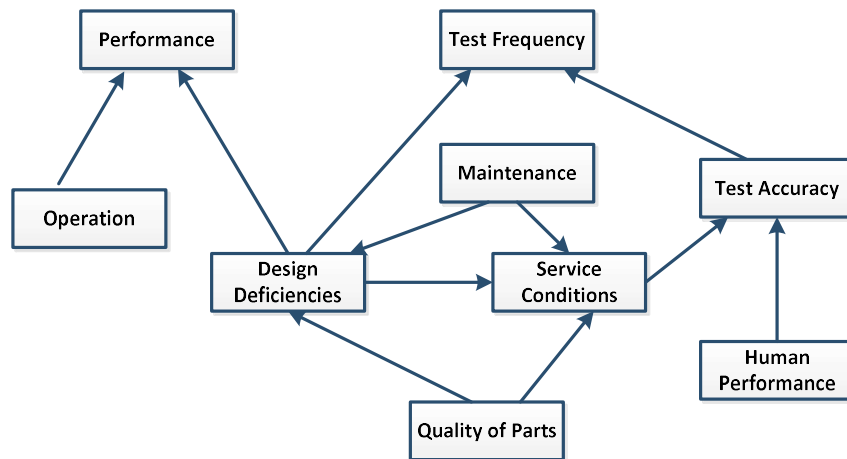 Performance
Test Frequency
Maintenance
Test Accuracy
Operation
Design
Deficiencies
Service
Conditions
Human
Performance
Quality of Parts